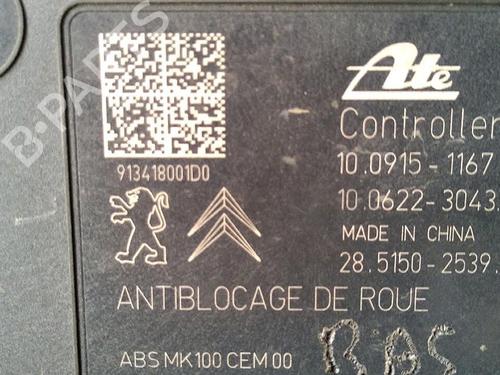 Ate
Controller
913418001D0
10.0915-1167
10.0622-3043.
MADE IN CHINA
28.5150-2539.
ANTIBLOCAGE DE ROUE
ABS MK100 CEM 00
B-PARTS